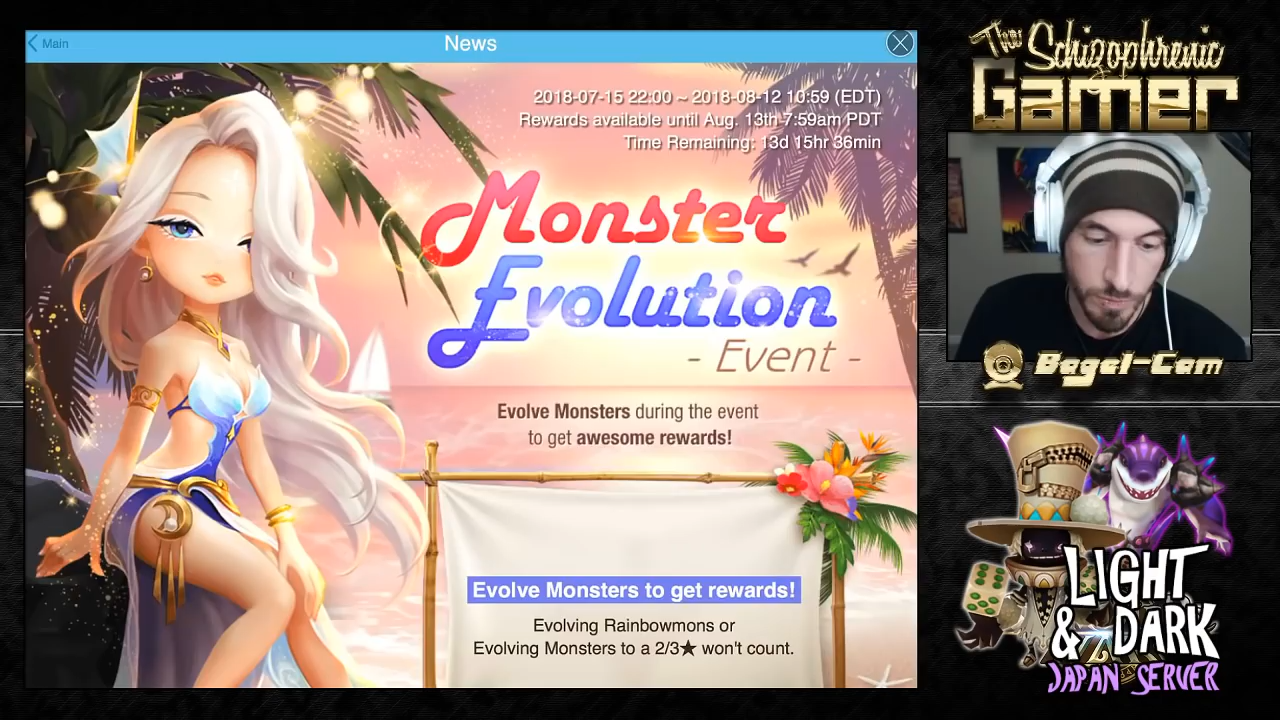 Main
News
2018-07-15 22:00 ~ 2018-08-12 10:59 (EDT)
Rewards available until Aug. 13th 7:59am PDT
Time Remaining: 13d 15hr 36min
Monster
Evolution
- Event -
Evolve Monsters during the event
to get awesome rewards!
Evolve Monsters to get rewards!
Evolving Rainbowmons or
Evolving Monsters to a 2/3★ won't count.
The Schizophrenic
Gamer
Bagel-Cam
LIGHT
& DARK
JAPAN SERVER